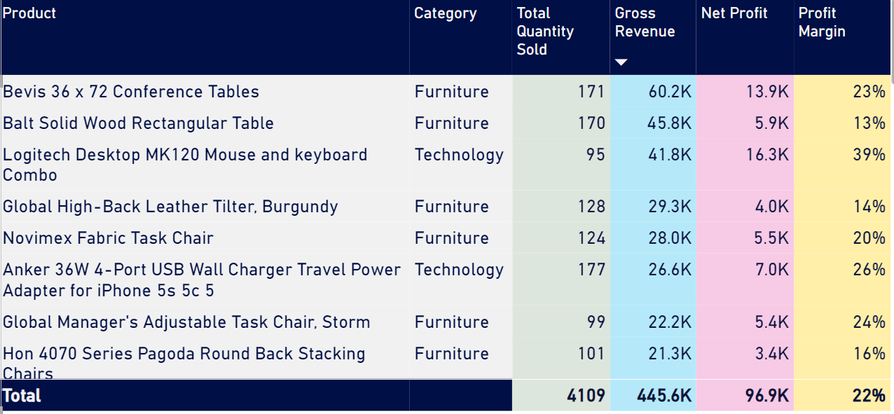 Product Category Total Quantity Sold Gross Revenue Net Profit Profit Margin
Bevis 36 x 72 Conference Tables Furniture 171 60.2K 13.9K 23%
Balt Solid Wood Rectangular Table Furniture 170 45.8K 5.9K 13%
Logitech Desktop MK120 Mouse and keyboard Technology 95 41.8K 16.3K 39%
Combo
Global High-Back Leather Tilter, Burgundy Furniture 128 29.3K 4.0K 14%
Novimex Fabric Task Chair Furniture 124 28.0K 5.5K 20%
Anker 36W 4-Port USB Wall Charger Travel Power Technology 177 26.6K 7.0K 26%
Adapter for iPhone 5s 5c 5
Global Manager's Adjustable Task Chair, Storm Furniture 99 22.2K 5.4K 24%
Hon 4070 Series Pagoda Round Back Stacking Furniture 101 21.3K 3.4K 16%
Chairs
Total 4109 445.6K 96.9K 22%